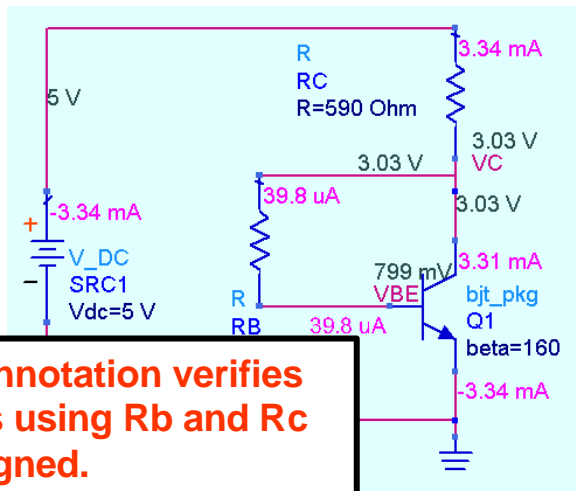 3.34 mA
R
RC
R=590 Ohm
5 V
3.03 V
VC
3.03 V
39.8 uA
3.03 V
-3.34 mA
+
V_DC
SRC1
Vdc=5 V
-
799 mV
VBE
3.31 mA
bjt_pkg
Q1
beta=160
R
RB
39.8 uA
-3.34 mA
using Rb and Rc
verifies